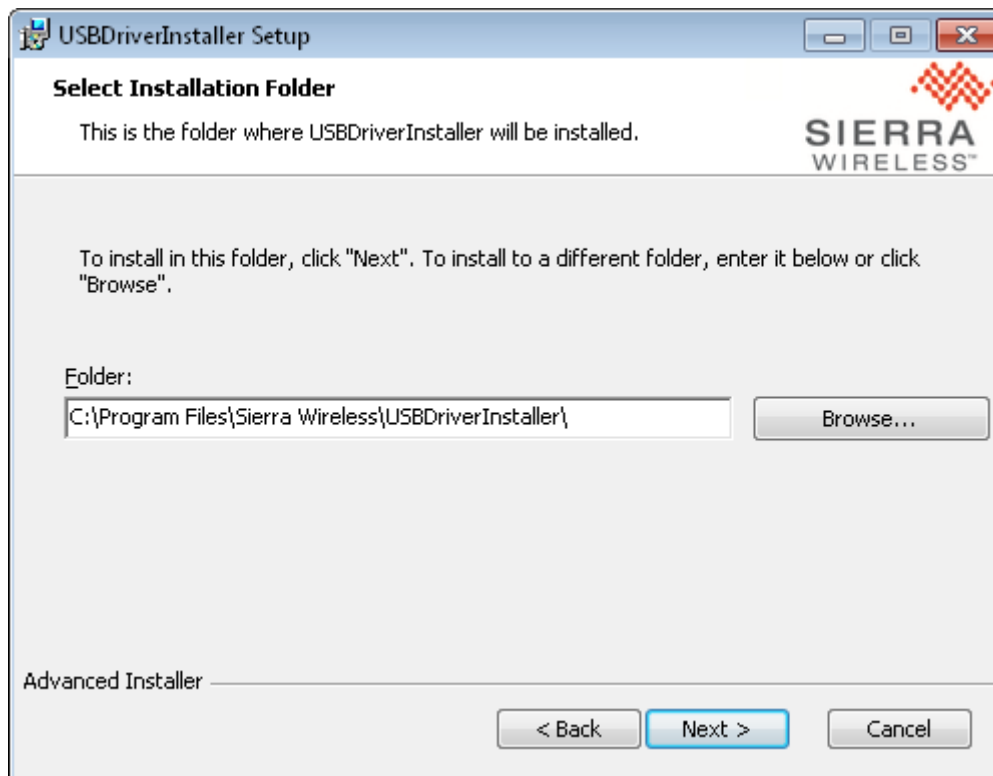 USBDriverInstaller Setup
Select Installation Folder
This is the folder where USBDriverInstaller will be installed.
SIERRA
WIRELESS™
To install in this folder, click "Next". To install to a different folder, enter it below or click
"Browse".
Folder:
C:\Program Files\Sierra Wireless\USBDriverInstaller\
Browse...
Advanced Installer
< Back
Next >
Cancel